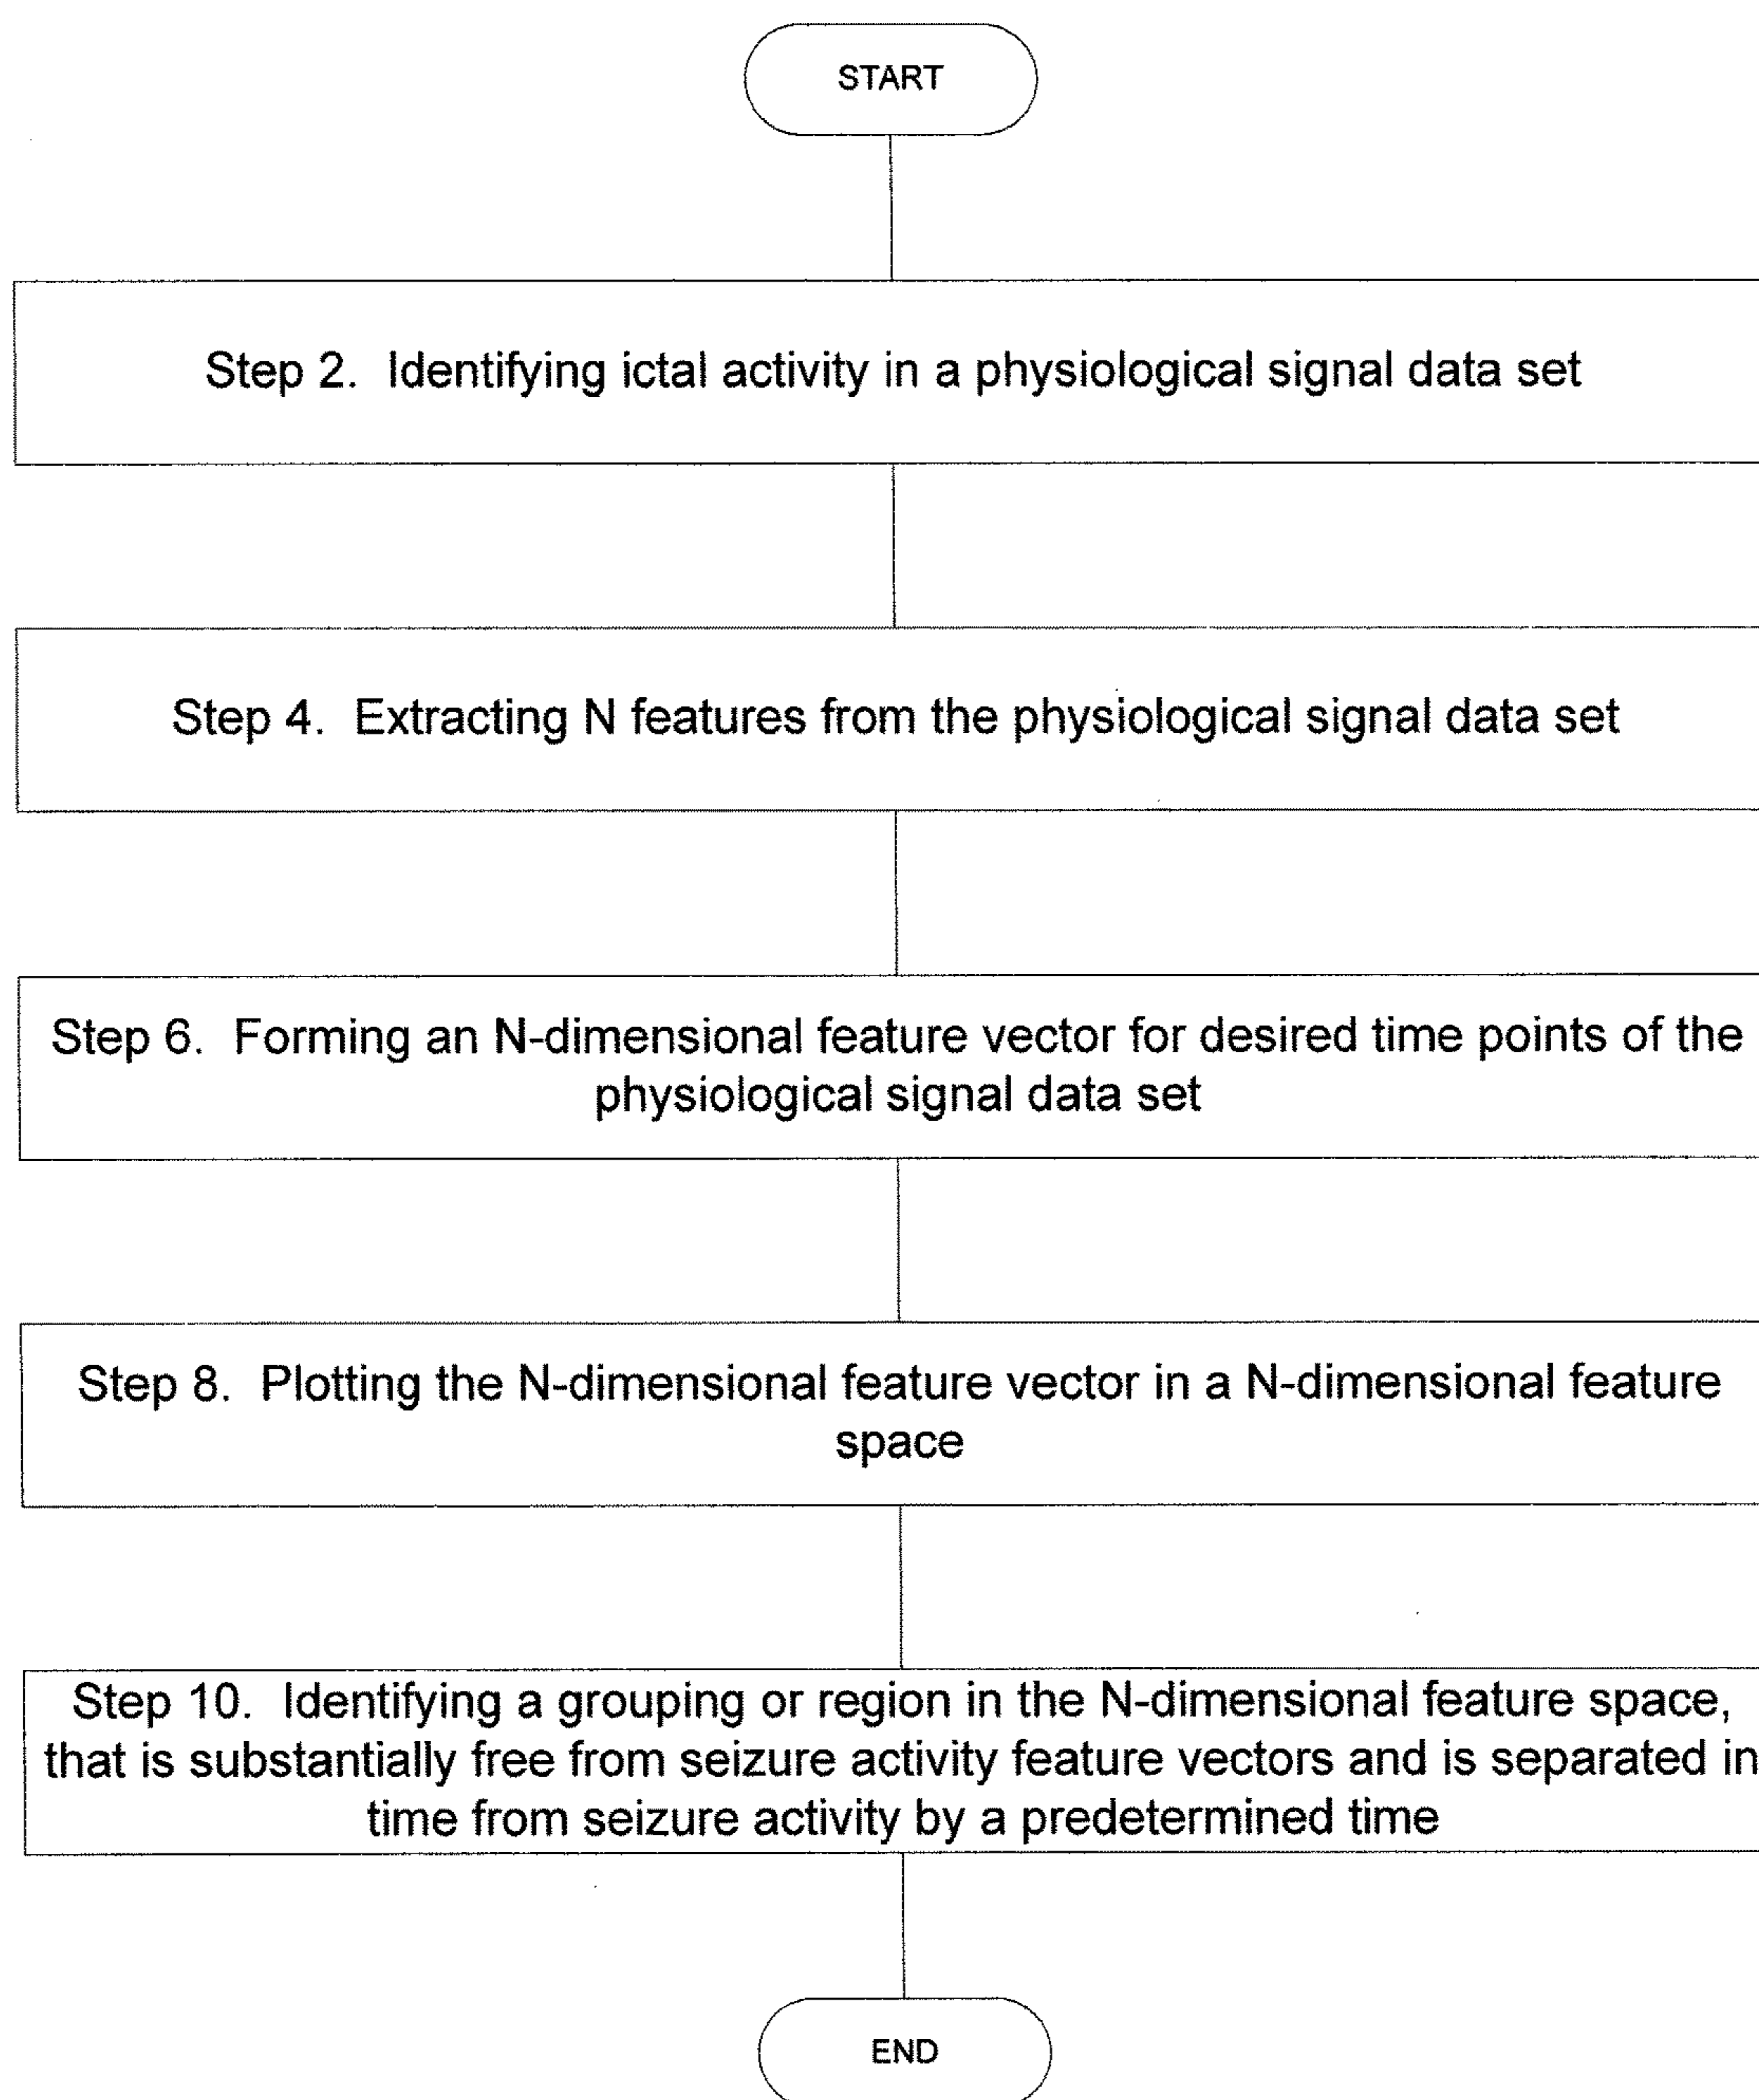 START
Step 2. Identifying ictal activity in a physiological signal data set
Step 4. Extracting N features from the physiological signal data set
Step 6. Forming an N-dimensional feature vector for desired time points of the
physiological signal data set
Step 8. Plotting the N-dimensional feature vector in a N-dimensional feature
space
Step 10. Identifying a grouping or region in the N-dimensional feature space,
that is substantially free from seizure activity feature vectors and is separated in
time from seizure activity by a predetermined time
END